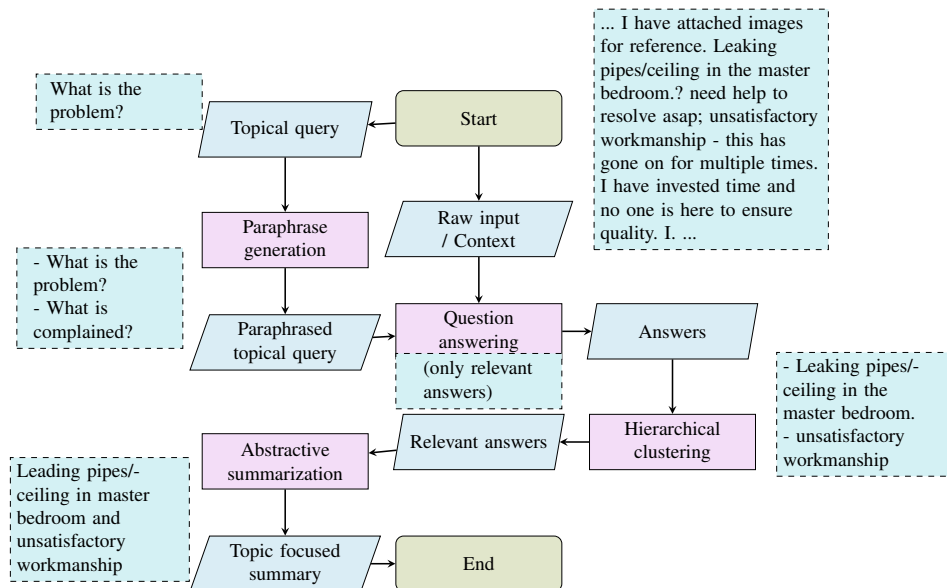 ... I have attached images
for reference. Leaking
pipes/ceiling in the master
bedroom.? need help to
resolve asap; unsatisfactory
workmanship - this has
gone on for multiple times.
I have invested time and
no one is here to ensure
quality. I. ...
What is the
problem?
Topical query
Start
Paraphrase
generation
Raw input
/ Context
- What is the
problem?
- What is
complained?
Paraphrased
topical query
Question
answering
(only relevant
answers)
Answers
- Leaking pipes/-
ceiling in the
master bedroom.
- unsatisfactory
workmanship
Hierarchical
clustering
Relevant answers
Abstractive
summarization
Leading pipes/-
ceiling in master
bedroom and
unsatisfactory
workmanship
Topic focused
summary
End